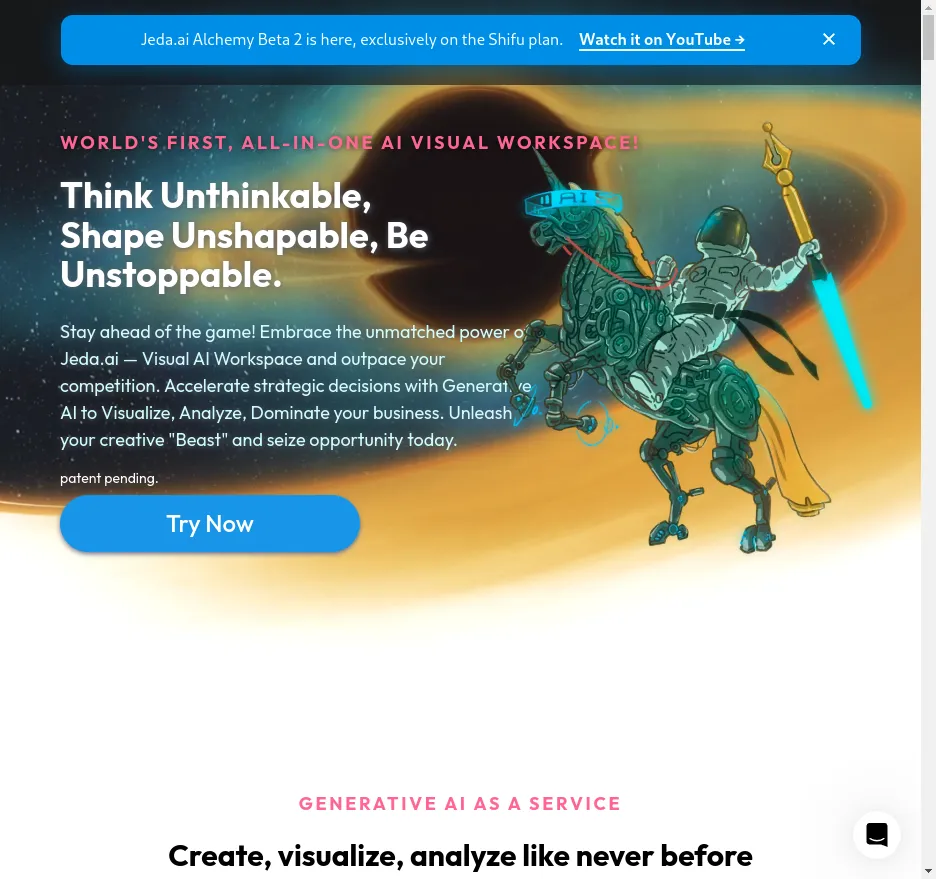 Jeda.ai Alchemy Beta 2 is here, exclusively on the Shifu plan. Watch it on YouTube →
WORLD'S FIRST, ALL-IN-ONE AI VISUAL WORKSPACE!
Think Unthinkable,
Shape Unshapable, Be
Unstoppable.
AI
Stay ahead of the game! Embrace the unmatched power of
Jeda.ai — Visual AI Workspace and outpace your
competition. Accelerate strategic decisions with Generative
AI to Visualize, Analyze, Dominate your business. Unleash
your creative "Beast" and seize opportunity today.
patent pending.
Try Now
GENERATIVE AI AS A SERVICE
Create, visualize, analyze like never before